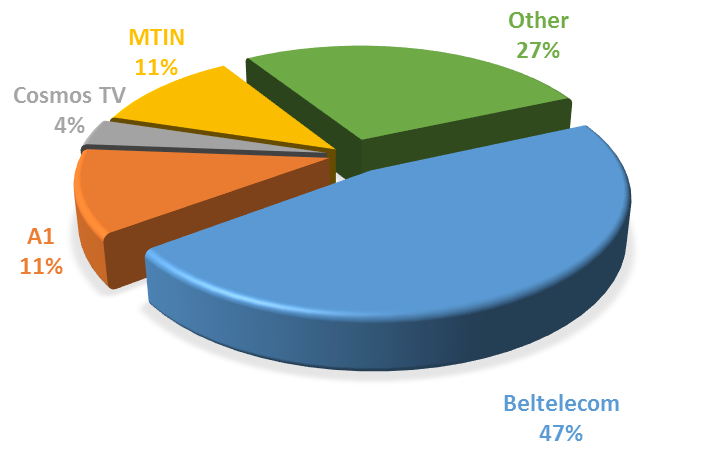 Other
27%
MTIN
11%
Cosmos TV
4%
A1
11%
Beltelecom
47%